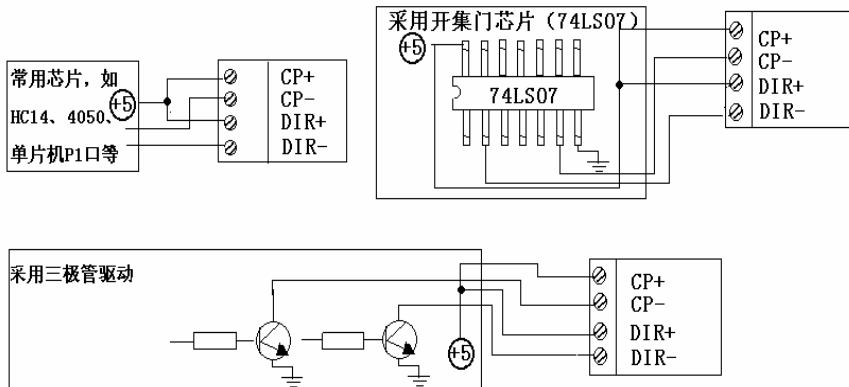 常用芯片，如
+5
HC14、4050、
单片机P1口等
CP+
CP-
DIR+
DIR-
采用开集门芯片（74LS07）
+5
74LS07
CP+
CP-
DIR+
DIR-
采用三极管驱动
+5
CP+
CP-
DIR+
DIR-